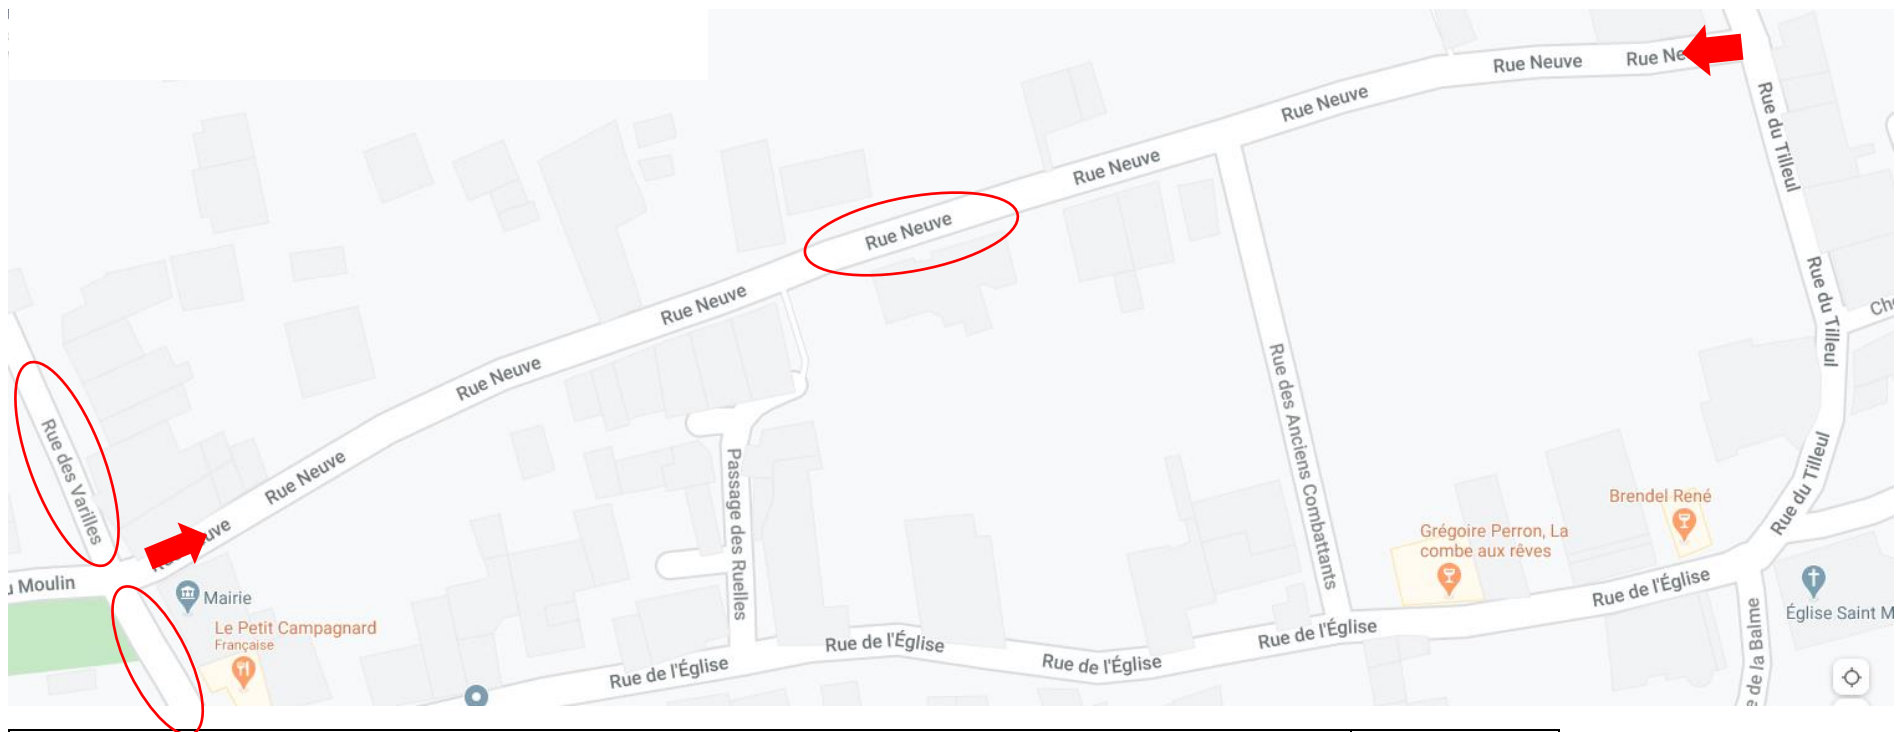 Rue Neuve
Rue Ne
Rue Neuve
Rue du Tilleul
Rue Neuve
Rue Neuve
Rue Neuve
Rue du Tilleul
Ch
Rue Neuve
Rue des Anciens Combattants
Rue des Varilles
Rue Neuve
Passage des Ruelles
Rue du Tilleul
Brendel René
Grégoire Perron, La
combe aux rêves
uve
Moulin
Mairie
Le Petit Campagnard
Française
Rue de l'Église
Rue de l'Église
Rue de l'Église
Rue de l'Église
Rue de l'Église
Église Saint M
e de la Balme